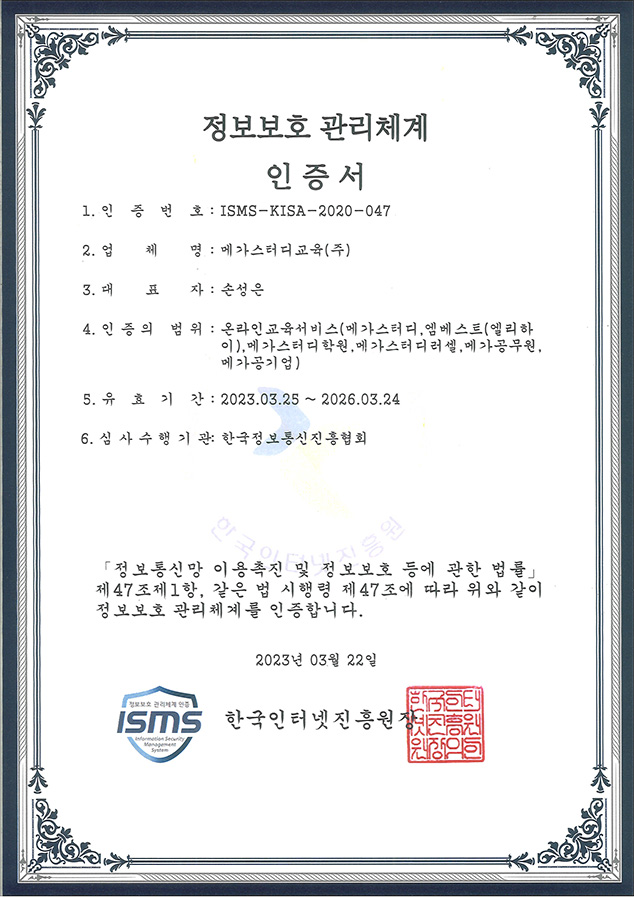 정보보호 관리체계
인 증 서
1. 인 증 번 호 : ISMS-KISA-2020-047
2. 업 체 명 : 메가스터디교육(주)
3. 대 표 자 : 손성은
4. 인증의 범위 : 온라인교육서비스(메가스터디,엠베스트(엘리하
이),메가스터디학원,메가스터디러셀,메가공무원,
메가공기업)
5. 유 효 기 간 : 2023.03.25 ~ 2026.03.24
6. 심사수행기관: 한국정보통신진흥협회
한국인터넷진흥원
「정보통신망 이용촉진 및 정보보호 등에 관한 법률」
제47조제1항, 같은 법 시행령 제47조에 따라 위와 같이
정보보호 관리체계를 인증합니다.
2023년 03월 22일
정보보호 관리체계 인증
ISMS
Information Security
Management
System
한국인터넷진흥원장